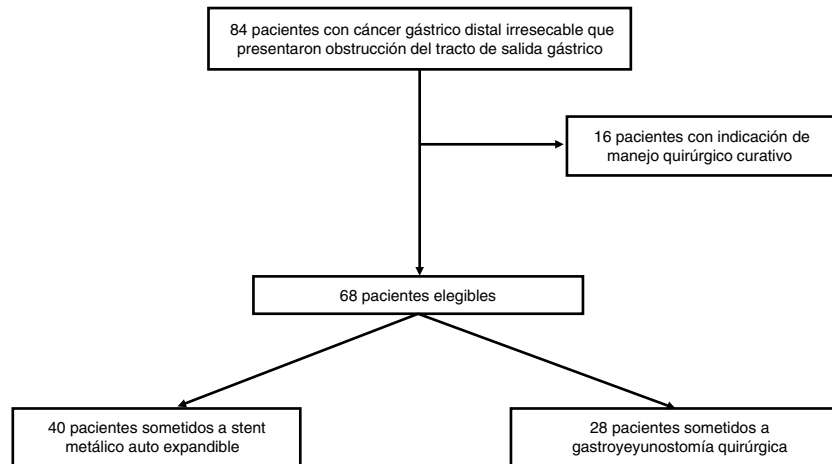 84 pacientes con cáncer gástrico distal irresecable que
presentaron obstrucción del tracto de salida gástrico
16 pacientes con indicación de
manejo quirúrgico curativo
68 pacientes elegibles
40 pacientes sometidos a stent
metálico auto expandible
28 pacientes sometidos a
gastroyeyunostomía quirúrgica